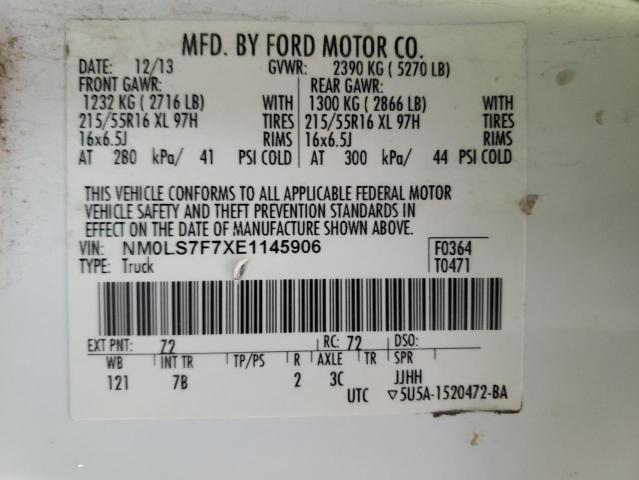 MFD. BY FORD MOTOR CO.
DATE: 12/13 GVWR: 2390 KG ( 5270 LB)
FRONT GAWR: REAR GAWR:
1232 KG ( 2716 LB) WITH 1300 KG ( 2866 LB) WITH
215/55R16 XL 97H TIRES 215/55R16 XL 97H TIRES
16x6.5J RIMS 16x6.5J RIMS
AT 280 kPa/ 41 PSI COLD AT 300 kPa/ 44 PSI COLD
THIS VEHICLE CONFORMS TO ALL APPLICABLE FEDERAL MOTOR
VEHICLE SAFETY AND THEFT PREVENTION STANDARDS IN
EFFECT ON THE DATE OF MANUFACTURE SHOWN ABOVE.
VIN: NM0LS7F7XE1145906 F0364
TYPE: Truck T0471
EXT PNT: Z2 RC: 72 DSO:
WB INT TR TP/PS R AXLE TR SPR
121 7B 2 3C JJHH
UTC ▽5U5A-1520472-BA